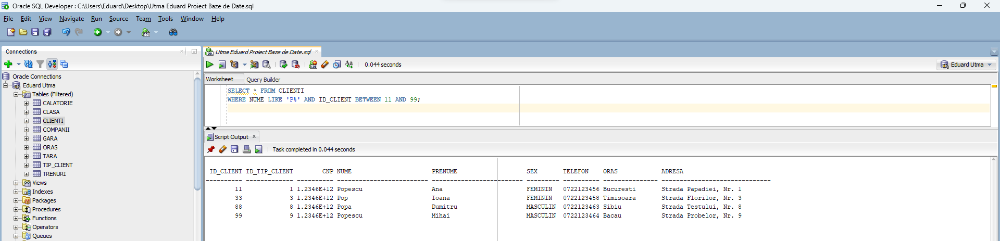 Oracle SQL Developer : C:\Users\Eduard\Desktop\Utma Eduard Proiect Baze de Date.sql
File Edit View Navigate Run Source Team Tools Window Help
Connections
Oracle Connections
Eduard Utma
Tables (Filtered)
CALATORIE
CLASA
CLIENTI
COMPANII
GARA
ORAS
TARA
TIP_CLIENT
TRENURI
Views
Indexes
Packages
Procedures
Functions
Operators
Queues
Utma Eduard Proiect Baze de Date.sql
0.044 seconds
Eduard Utma
Worksheet Query Builder
SELECT * FROM CLIENTI
WHERE NUME LIKE 'P%' AND ID_CLIENT BETWEEN 11 AND 99;
Script Output
Task completed in 0.044 seconds
ID_CLIENT ID_TIP_CLIENT CNP NUME PRENUME SEX TELEFON ORAS ADRESA
11 1 1.2346E+12 Popescu Ana FEMININ 0722123456 Bucuresti Strada Papadiei, Nr. 1
33 3 1.2346E+12 Pop Ioana FEMININ 0722123458 Timisoara Strada Florilor, Nr. 3
88 8 1.2346E+12 Popa Dumitru MASCULIN 0722123463 Sibiu Strada Testului, Nr. 8
99 9 1.2346E+12 Popescu Mihai MASCULIN 0722123464 Bacau Strada Probelor, Nr. 9